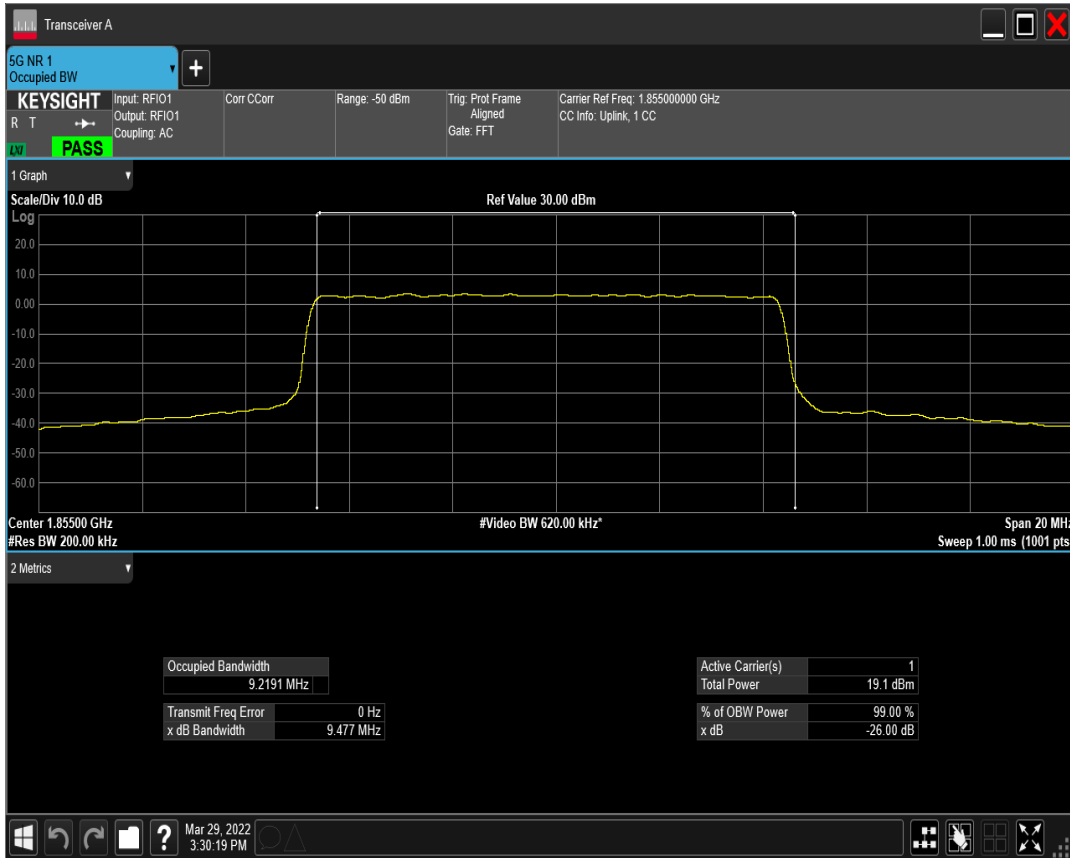 Transceiver A
5G NR 1
Occupied BW
KEYSIGHT
R T
LXI
PASS
Input: RFIO1
Output: RFIO1
Coupling: AC
Corr CCorr
Range: -50 dBm
Trig: Prot Frame
Aligned
Gate: FFT
Carrier Ref Freq: 1.855000000 GHz
CC Info: Uplink, 1 CC
1 Graph
Scale/Div 10.0 dB
Ref Value 30.00 dBm
Log
20.0
10.0
0.00
-10.0
-20.0
-30.0
-40.0
-50.0
-60.0
Center 1.85500 GHz
#Video BW 620.00 kHz*
Span 20 MHz
#Res BW 200.00 kHz
Sweep 1.00 ms (1001 pts
2 Metrics
Occupied Bandwidth
9.2191 MHz
Transmit Freq Error 0 Hz
x dB Bandwidth 9.477 MHz
Active Carrier(s) 1
Total Power 19.1 dBm
% of OBW Power 99.00 %
x dB -26.00 dB
?
Mar 29, 2022
3:30:19 PM